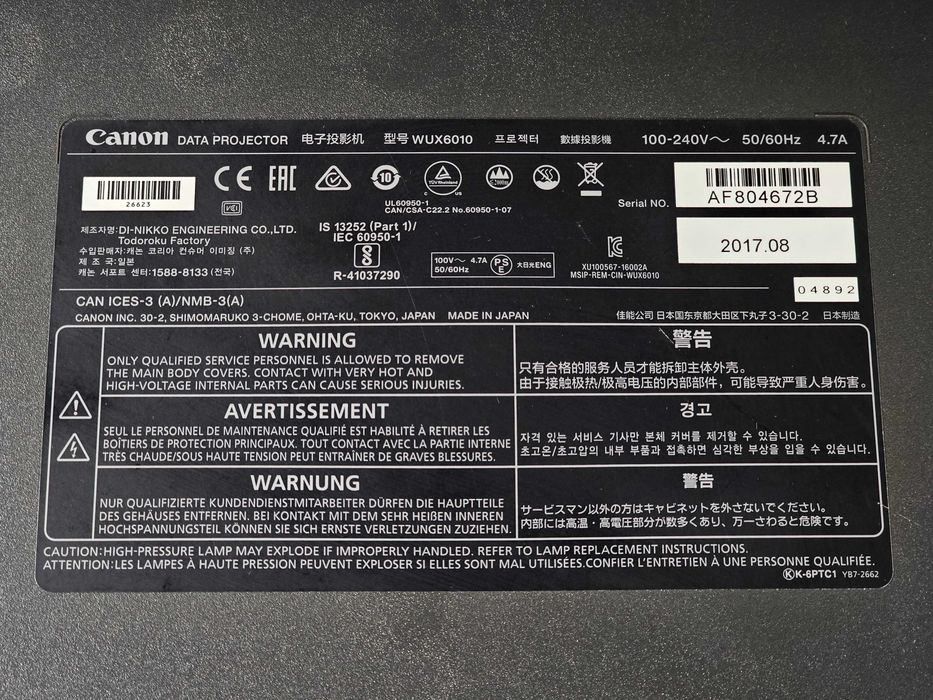 Canon DATA PROJECTOR 电子投影机 型号 WUX6010 프로젝터 數據投影機 100-240V～ 50/60Hz 4.7A
26623
CE EAC 10 TÜVRheinland C US 2000m
UL60950-1
CAN/CSA-C22.2 No.60950-1-07
Serial NO. AF804672B
VCI
제조자명:DI-NIKKO ENGINEERING CO.,LTD.
Todoroku Factory
수입판매자:캐논 코리아 컨슈머 이미징 (주)
제 조 국:일본
캐논 서포트 센터:1588-8133 (전국)
IS 13252 (Part 1)/
IEC 60950-1
R-41037290
100V～ 4.7A
50/60Hz
PSE 大日光ENG
XU100567-16002A
MSIP-REM-CIN-WUX6010
2017.08
04892
CAN ICES-3 (A)/NMB-3(A)
CANON INC. 30-2, SHIMOMARUKO 3-CHOME, OHTA-KU, TOKYO, JAPAN MADE IN JAPAN 佳能公司 日本国东京都大田区下丸子3-30-2 日本制造
WARNING
ONLY QUALIFIED SERVICE PERSONNEL IS ALLOWED TO REMOVE
THE MAIN BODY COVERS. CONTACT WITH VERY HOT AND
HIGH-VOLTAGE INTERNAL PARTS CAN CAUSE SERIOUS INJURIES.
警告
只有合格的服务人员才能拆卸主体外壳。
由于接触极热/极高电压的内部部件，可能导致严重人身伤害。
AVERTISSEMENT
SEUL LE PERSONNEL DE MAINTENANCE QUALIFIÉ EST HABILITÉ À RETIRER LES
BOÎTIERS DE PROTECTION PRINCIPAUX. TOUT CONTACT AVEC LA PARTIE INTERNE
TRÈS CHAUDE/SOUS HAUTE TENSION PEUT ENTRAÎNER DE GRAVES BLESSURES.
경고
자격 있는 서비스 기사만 본체 커버를 제거할 수 있습니다.
초고온/초고압의 내부 부품과 접촉하면 심각한 부상을 입을 수 있습니다.
WARNUNG
NUR QUALIFIZIERTE KUNDENDIENSTMITARBEITER DÜRFEN DIE HAUPTTEILE
DES GEHÄUSES ENTFERNEN. BEI KONTAKT MIT DEM SEHR HEIßEN INNEREN
HOCHSPANNUNGSTEIL KÖNNEN SIE SICH ERNSTE VERLETZUNGEN ZUZIEHEN.
警告
サービスマン以外の方はキャビネットを外さないでください。
内部には高温・高電圧部分が数多くあり、万一さわると危険です。
CAUTION:HIGH-PRESSURE LAMP MAY EXPLODE IF IMPROPERLY HANDLED. REFER TO LAMP REPLACEMENT INSTRUCTIONS.
ATTENTION:LES LAMPES À HAUTE PRESSION PEUVENT EXPLOSER SI ELLES SONT MAL UTILISÉES.CONFIER L'ENTRETIEN À UNE PERSONNE QUALIFIÉE.
ⓀK-6PTC1 YB7-2662